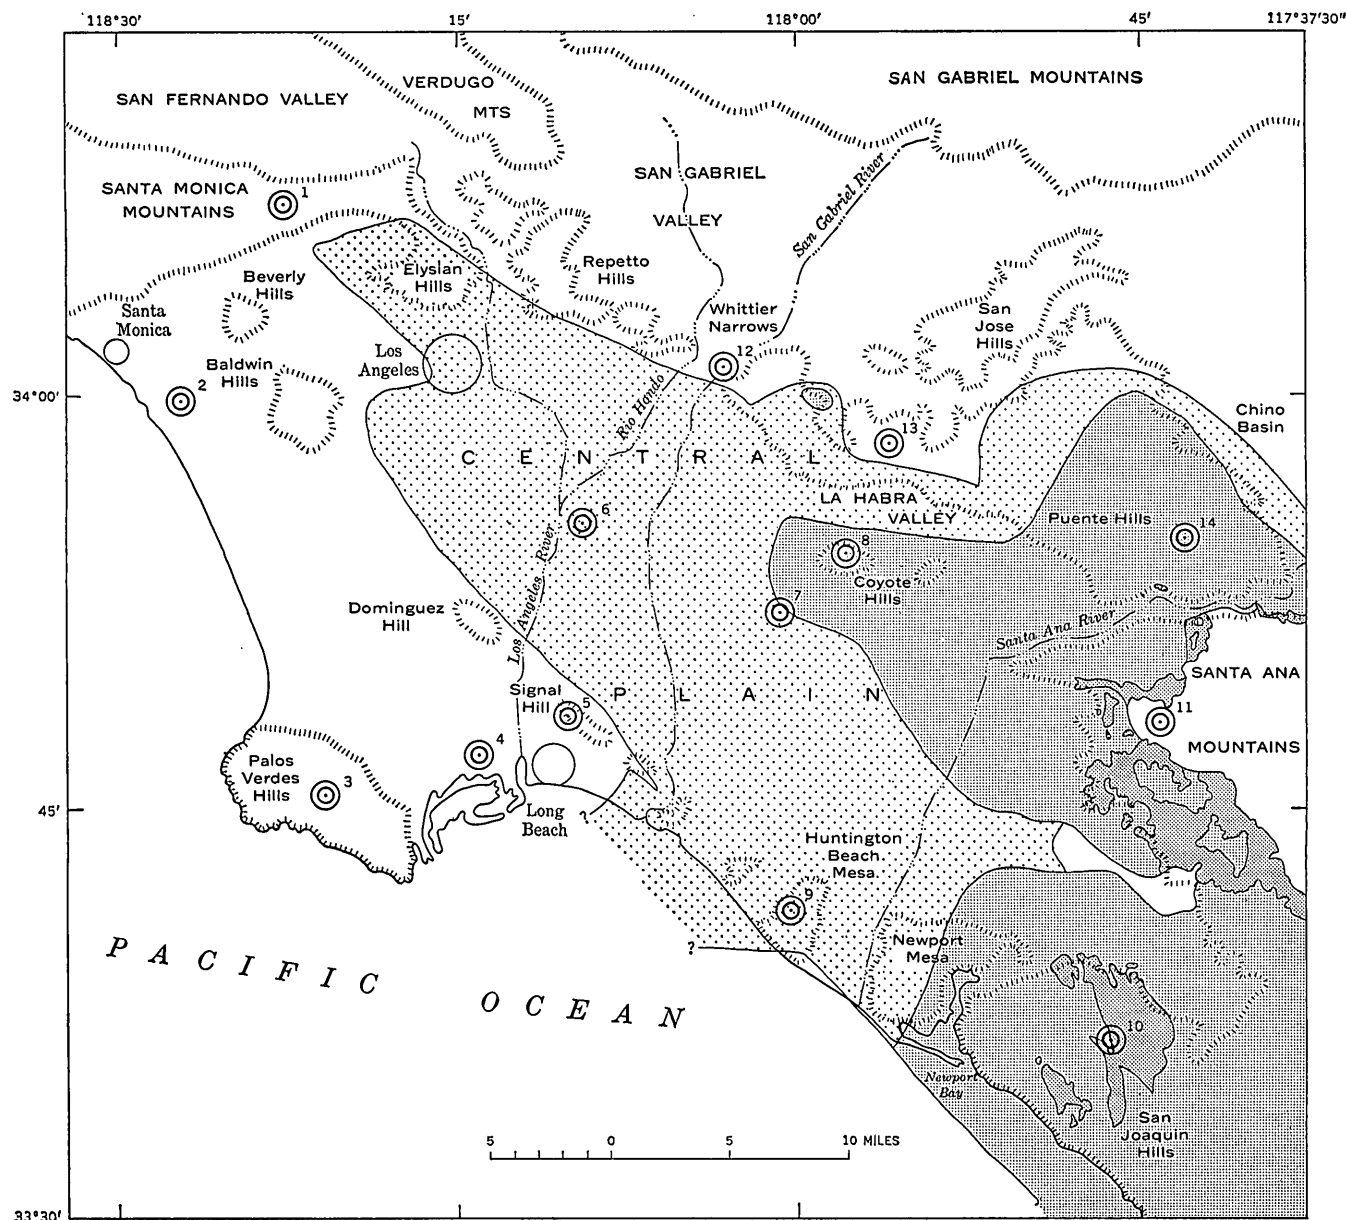 118°30′
15′
118°00′
45′
117°37′30″
SAN GABRIEL MOUNTAINS
VERDUGO
MTS
SAN FERNANDO VALLEY
SAN GABRIEL
VALLEY
San Gabriel River
SANTA MONICA
MOUNTAINS
1
Beverly
Hills
Elysian
Hills
Repetto
Hills
Whittier
Narrows
San
Jose
Hills
Santa
Monica
Los
Angeles
12
Baldwin
Hills
2
34°00′
Rio Hondo
Chino
Basin
13
CENTRAL
LA HABRA
VALLEY
Puente Hills
14
6
8
Coyote
Hills
Los Angeles River
7
Dominguez
Hill
Santa Ana River
SANTA ANA
MOUNTAINS
11
PLAIN
Signal
Hill
5
4
Palos
Verdes
Hills
3
45′
Long
Beach
?
Huntington
Beach
Mesa
9
?
Newport
Mesa
PACIFIC OCEAN
10
Newport
Bay
San
Joaquin
Hills
5 0 5 10 MILES
33°30′